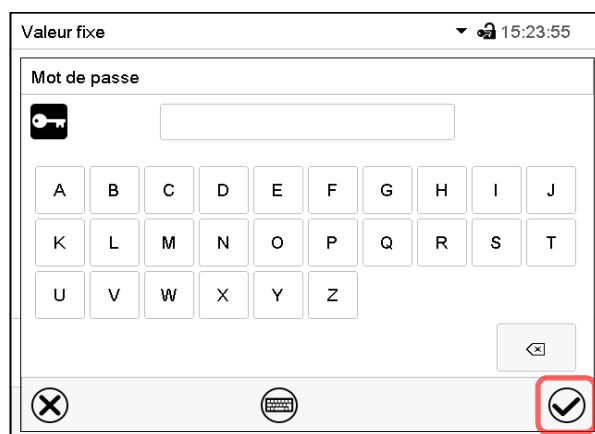 Valeur fixe 15:23:55
Mot de passe
A B C D E F G H I J
K L M N O P Q R S T
U V W X Y Z